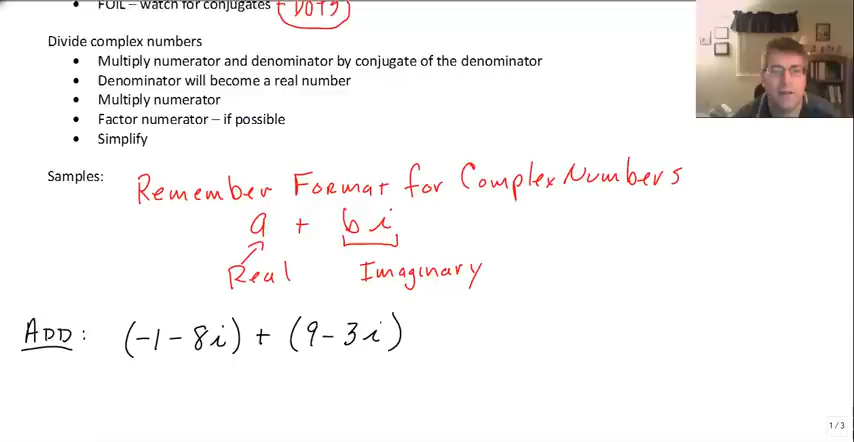 • FOIL – watch for conjugates - DOTS
Divide complex numbers
• Multiply numerator and denominator by conjugate of the denominator
• Denominator will become a real number
• Multiply numerator
• Factor numerator – if possible
• Simplify
Samples: Remember Format for Complex Numbers
a + bi
Real Imaginary
ADD: (-1 - 8i) + (9 - 3i)
1 / 3